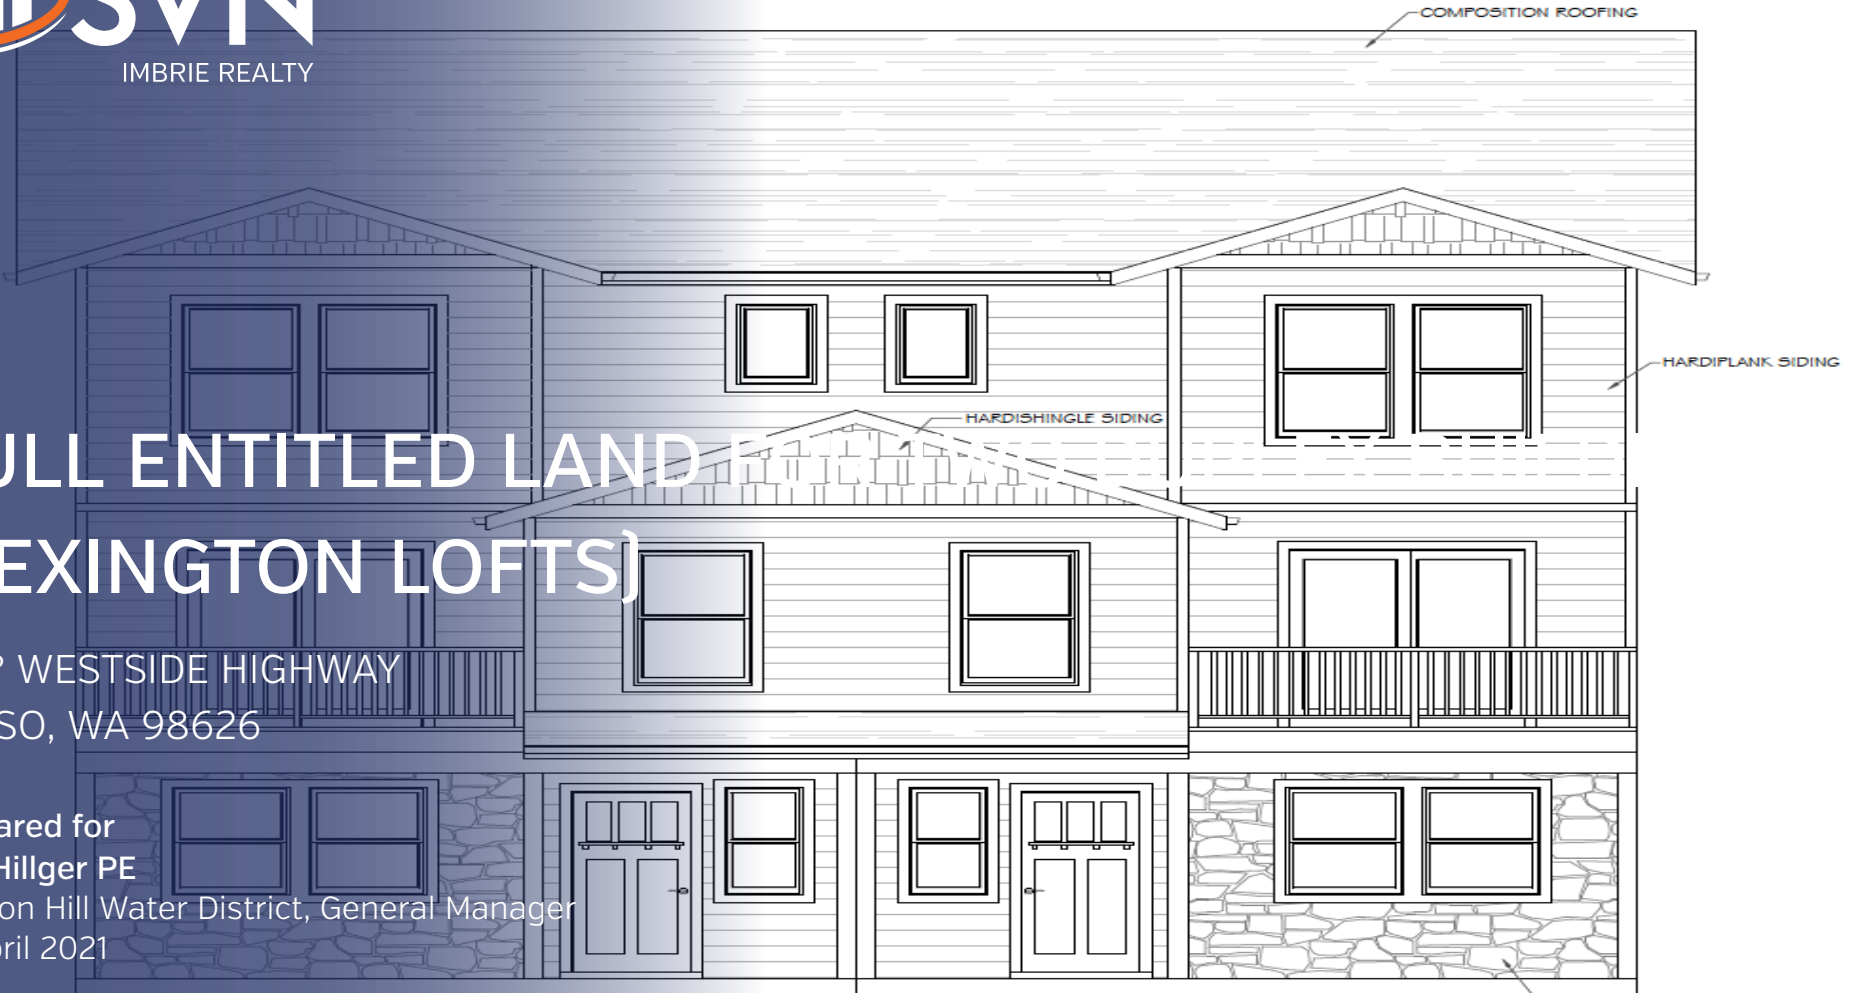 SVN
IMBRIE REALTY
COMPOSITION ROOFING
HARDIPLANK SIDING
HARDISHINGLE SIDING
ULL ENTITLED LAND FOR
EXINGTON LOFTS)
WESTSIDE HIGHWAY
SO, WA 98626
ared for
Hillger PE
on Hill Water District, General Manager
ril 2021